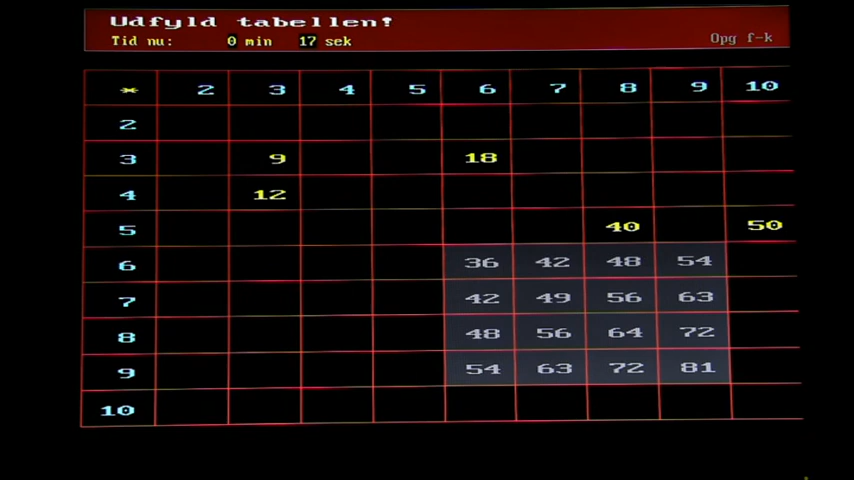 Udfyld tabellen!
Tid nu: 0 min 17 sek Opg f-k
* 2 3 4 5 6 7 8 9 10
2
3 9 18
4 12
5 40 50
6 36 42 48 54
7 42 49 56 63
8 48 56 64 72
9 54 63 72 81
10